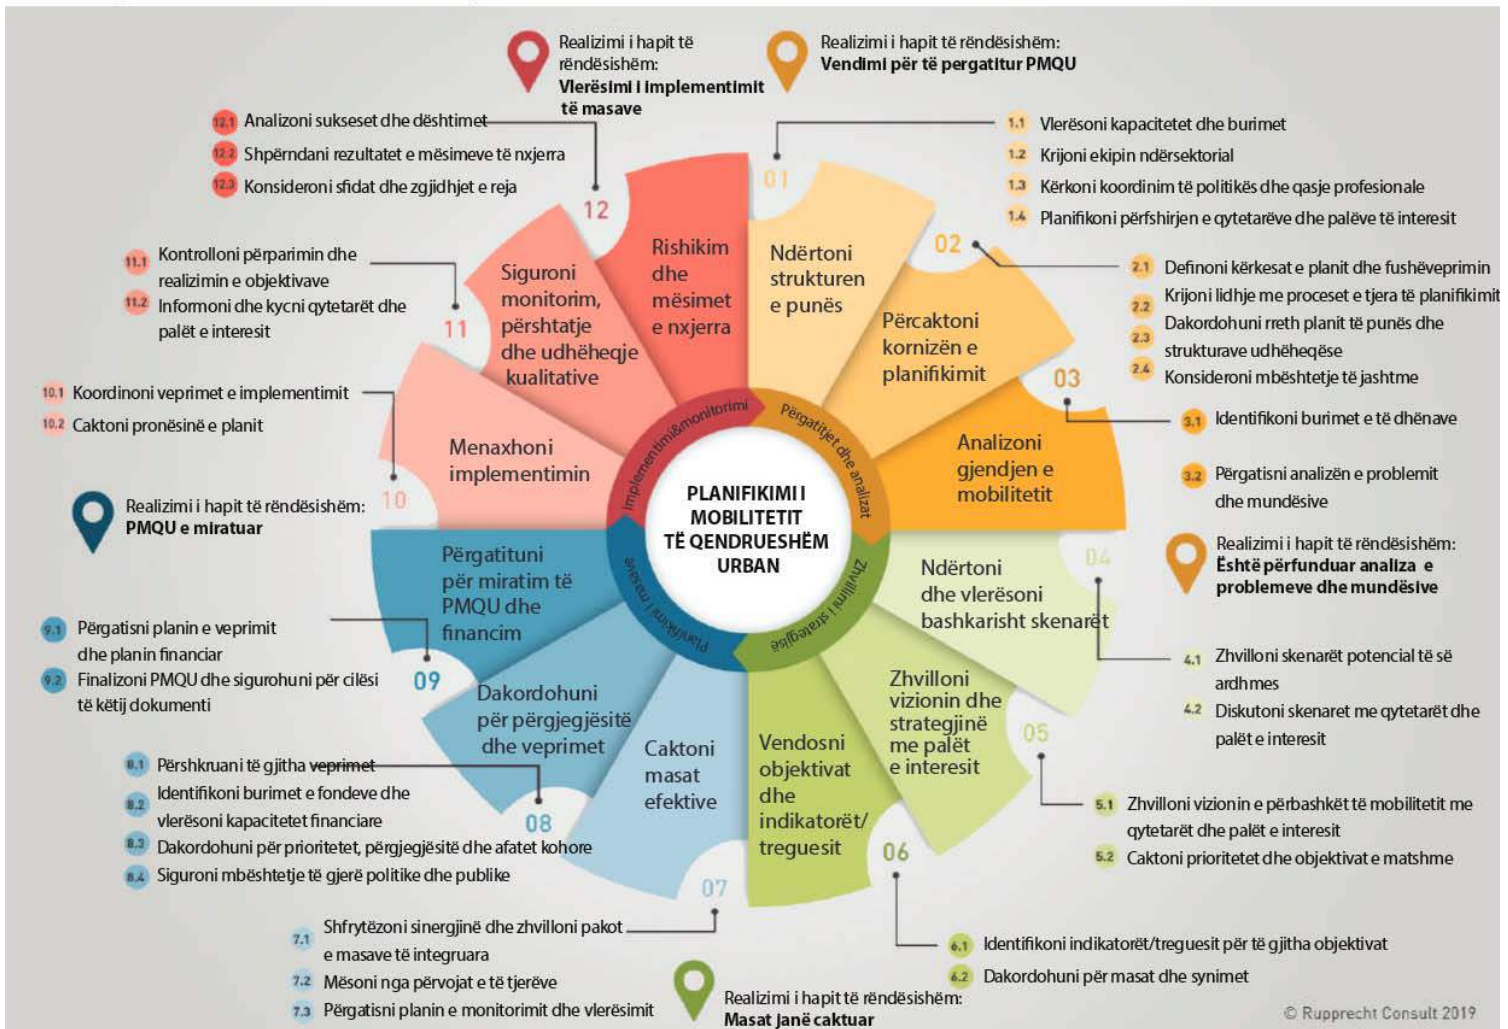 Realizimi i hapit të
rëndësishëm:
Vlerësimi i implementimit
të masave
Realizimi i hapit të rëndësishëm:
Vendimi për të pergatitur PMQU
12.1 Analizoni sukseset dhe dështimet
12.2 Shpërndani rezultatet e mësimeve të nxjerra
12.3 Konsideroni sfidat dhe zgjidhjet e reja
1.1 Vlerësoni kapacitetet dhe burimet
1.2 Krijoni ekipin ndërsektorial
1.3 Kërkoni koordinim të politikës dhe qasje profesionale
1.4 Planifikoni përfshirjen e qytetarëve dhe palëve të interesit
11.1 Kontrolloni përparimin dhe
realizimin e objektivave
11.2 Informoni dhe kycni qytetarët dhe
palët e interesit
2.1 Definoni kërkesat e planit dhe fushëveprimin
2.2 Krijoni lidhje me proceset e tjera të planifikimit
2.3 Dakordohuni rreth planit të punës dhe
strukturave udhëheqëse
2.4 Konsideroni mbështetje të jashtme
10.1 Koordinoni veprimet e implementimit
10.2 Caktoni pronësinë e planit
3.1 Identifikoni burimet e të dhënave
3.2 Përgatisni analizën e problemit
dhe mundësive
Realizimi i hapit të rëndësishëm:
PMQU e miratuar
Realizimi i hapit të rëndësishëm:
Është përfunduar analiza e
problemeve dhe mundësive
01
Ndërtoni
strukturen
e punës
02
Përcaktoni
kornizën e
planifikimit
03
Analizoni
gjendjen e
mobilitetit
04
Ndërtoni
dhe vlerësoni
bashkarisht skenarët
05
Zhvilloni
vizionin dhe
strategjinë
me palët
e interesit
06
Vendosni
objektivat
dhe
indikatorët/
treguesit
07
Caktoni
masat
efektive
08
Dakordohuni
për përgjegjësitë
dhe veprimet
09
Përgatituni
për miratim të
PMQU dhe
financim
10
Menaxhoni
implementimin
11
Siguroni
monitorim,
përshtatje
dhe udhëheqje
kualitative
12
Rishikim
dhe
mësimet
e nxjerra
Implementimi&monitorimi
Përgatitjet dhe analizat
Zhvillimi i strategjisë
Planifikimi i masave
PLANIFIKIMI I
MOBILITETIT
TË QENDRUESHËM
URBAN
9.1 Përgatisni planin e veprimit
dhe planin financiar
9.2 Finalizoni PMQU dhe sigurohuni për cilësi
të këtij dokumenti
4.1 Zhvilloni skenarët potencial të së
ardhmes
4.2 Diskutoni skenaret me qytetarët dhe
palët e interesit
8.1 Përshkruani të gjitha veprimet
8.2 Identifikoni burimet e fondeve dhe
vlerësoni kapacitetet financiare
8.3 Dakordohuni për prioritetet, përgjegjësitë dhe afatet kohore
8.4 Siguroni mbështetje të gjerë politike dhe publike
5.1 Zhvilloni vizionin e përbashkët të mobilitetit me
qytetarët dhe palët e interesit
5.2 Caktoni prioritetet dhe objektivat e matshme
7.1 Shfrytëzoni sinergjinë dhe zhvilloni pakot
e masave të integruara
7.2 Mësoni nga përvojat e të tjerëve
7.3 Përgatisni planin e monitorimit dhe vlerësimit
6.1 Identifikoni indikatorët/treguesit për të gjitha objektivat
6.2 Dakordohuni për masat dhe synimet
Realizimi i hapit të rëndësishëm:
Masat janë caktuar
© Rupprecht Consult 2019